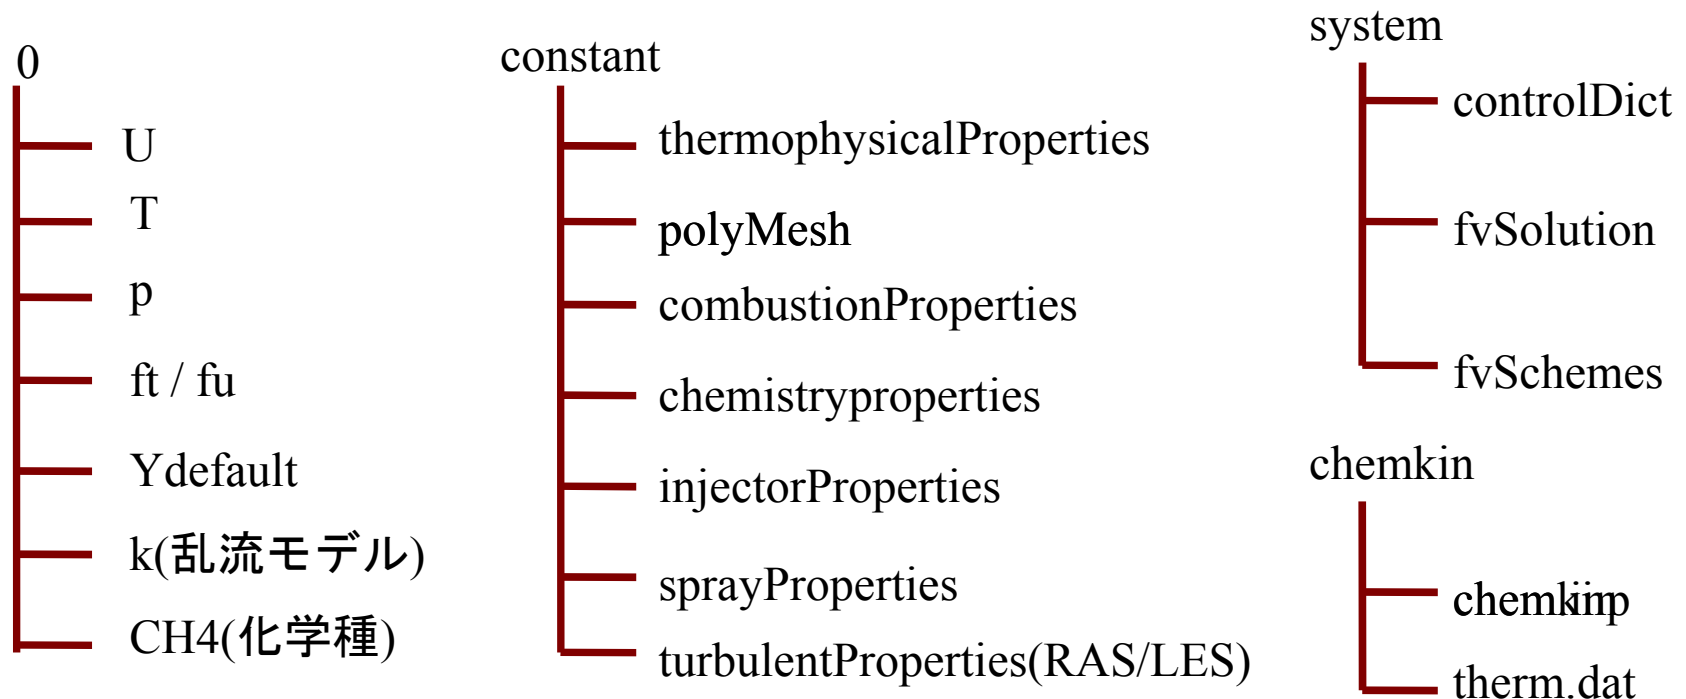 0
U
T
p
ft / fu
Ydefault
k(乱流モデル)
CH4(化学種)
constant
thermophysicalProperties
polyMesh
combustionProperties
chemistryproperties
injectorProperties
sprayProperties
turbulentProperties(RAS/LES)
system
controlDict
fvSolution
fvSchemes
chemkin
therm.dat